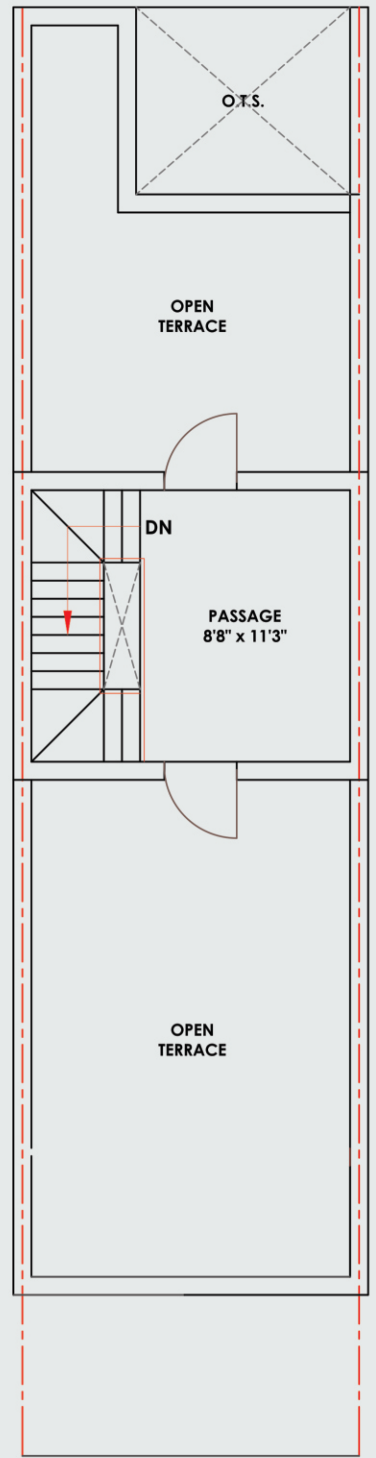 O.T.S.
OPEN
TERRACE
DN
PASSAGE
8'8" x 11'3"
OPEN
TERRACE